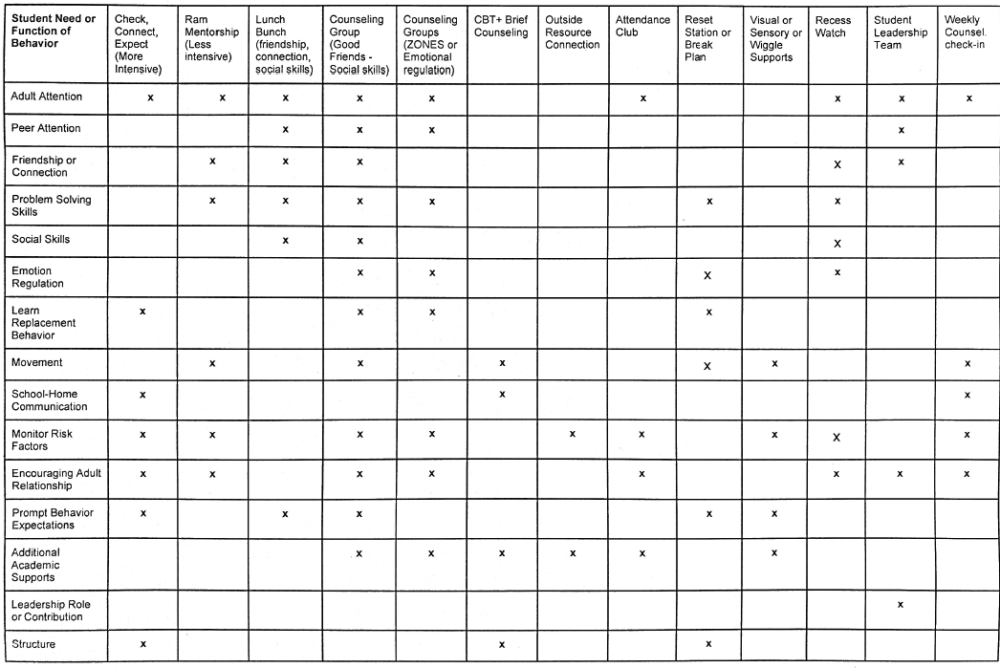 Student Need or
Function of
Behavior
Check,
Connect,
Expect
(More
Intensive)
Ram
Mentorship
(Less
intensive)
Lunch
Bunch
(friendship,
connection,
social skills)
Counseling
Group
(Good
Friends -
Social skills)
Counseling
Groups
(ZONES or
Emotional
regulation)
CBT+ Brief
Counseling
Outside
Resource
Connection
Attendance
Club
Reset
Station or
Break
Plan
Visual or
Sensory or
Wiggle
Supports
Recess
Watch
Student
Leadership
Team
Weekly
Counsel.
check-in
Adult Attention x x x x x x x x x
Peer Attention x x x x
Friendship or
Connection x x x X x
Problem Solving
Skills x x x x x x
Social Skills x x X
Emotion
Regulation x x X x
Learn
Replacement
Behavior x x x x
Movement x x x X x x
School-Home
Communication x x x
Monitor Risk
Factors x x x x x x x X x
Encouraging Adult
Relationship x x x x x x x x
Prompt Behavior
Expectations x x x x x
Additional
Academic
Supports x x x x x x
Leadership Role
or Contribution x
Structure x x x